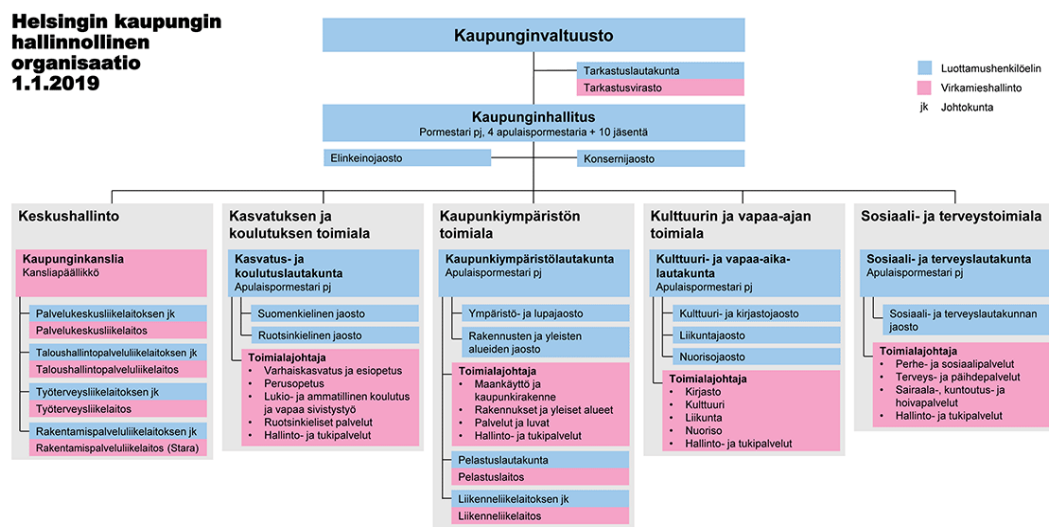 Helsingin kaupungin
hallinnollinen
organisaatio
1.1.2019
Kaupunginvaltuusto
Tarkastuslautakunta
Tarkastusvirasto
Luottamushenkilöelin
Virkamieshallinto
jk Johtokunta
Kaupunginhallitus
Pormestari pj, 4 apulaispormestaria + 10 jäsentä
Elinkeinojaosto
Konsernijaosto
Keskushallinto
Kaupunginkanslia
Kansliapäällikkö
Palvelukeskusliikelaitoksen jk
Palvelukeskusliikelaitos
Taloushallintopalveluliikelaitoksen jk
Taloushallintopalveluliikelaitos
Työterveysliikelaitoksen jk
Työterveysliikelaitos
Rakentamispalveluliikelaitoksen jk
Rakentamispalveluliikelaitos (Stara)
Kasvatuksen ja
koulutuksen toimiala
Kasvatus- ja
koulutuslautakunta
Apulaispormestari pj
Suomenkielinen jaosto
Ruotsinkielinen jaosto
Toimialajohtaja
• Varhaiskasvatus ja esiopetus
• Perusopetus
• Lukio- ja ammatillinen koulutus
ja vapaa sivistystyö
• Ruotsinkieliset palvelut
• Hallinto- ja tukipalvelut
Kaupunkiympäristön
toimiala
Kaupunkiympäristölautakunta
Apulaispormestari pj
Ympäristö- ja lupajaosto
Rakennusten ja yleisten
alueiden jaosto
Toimialajohtaja
• Maankäyttö ja
kaupunkirakenne
• Rakennukset ja yleiset alueet
• Palvelut ja luvat
• Hallinto- ja tukipalvelut
Pelastuslautakunta
Pelastuslaitos
Liikenneliikelaitoksen jk
Liikenneliikelaitos
Kulttuurin ja vapaa-ajan
toimiala
Kulttuuri- ja vapaa-aika-
lautakunta
Apulaispormestari pj
Kulttuuri- ja kirjastojaosto
Liikuntajaosto
Nuorisojaosto
Toimialajohtaja
• Kirjasto
• Kulttuuri
• Liikunta
• Nuoriso
• Hallinto- ja tukipalvelut
Sosiaali- ja terveystoimiala
Sosiaali- ja terveyslautakunta
Apulaispormestari pj
Sosiaali- ja terveyslautakunnan
jaosto
Toimialajohtaja
• Perhe- ja sosiaalipalvelut
• Terveys- ja päihdepalvelut
• Sairaala-, kuntoutus- ja
hoivapalvelut
• Hallinto- ja tukipalvelut